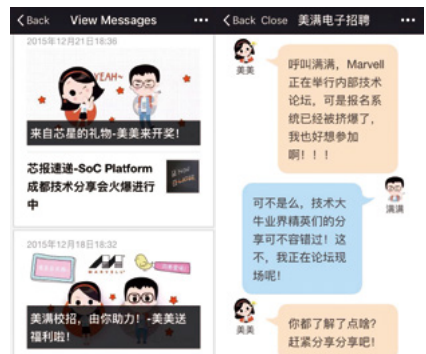 Back
View Messages
2015年12月21日18:36
YEAH~
来自芯星的礼物-美美来开奖!
芯报速递-SoC Platform
成都技术分享会火爆进行
中
2015年12月18日18:32
MARVELL
美满校招,由你助力!-美美送
福利啦!
Back Close 美满电子招聘
美美
呼叫满满,Marvell
正在举行内部技术
论坛,可是报名系
统已经被挤爆了,
我也好想参加
啊!!!
满满
可不是么,技术大
牛业界精英们的分
享可不容错过!这
不,我正在论坛现
场呢!
美美
你都了解了点啥?
赶紧分享分享吧!